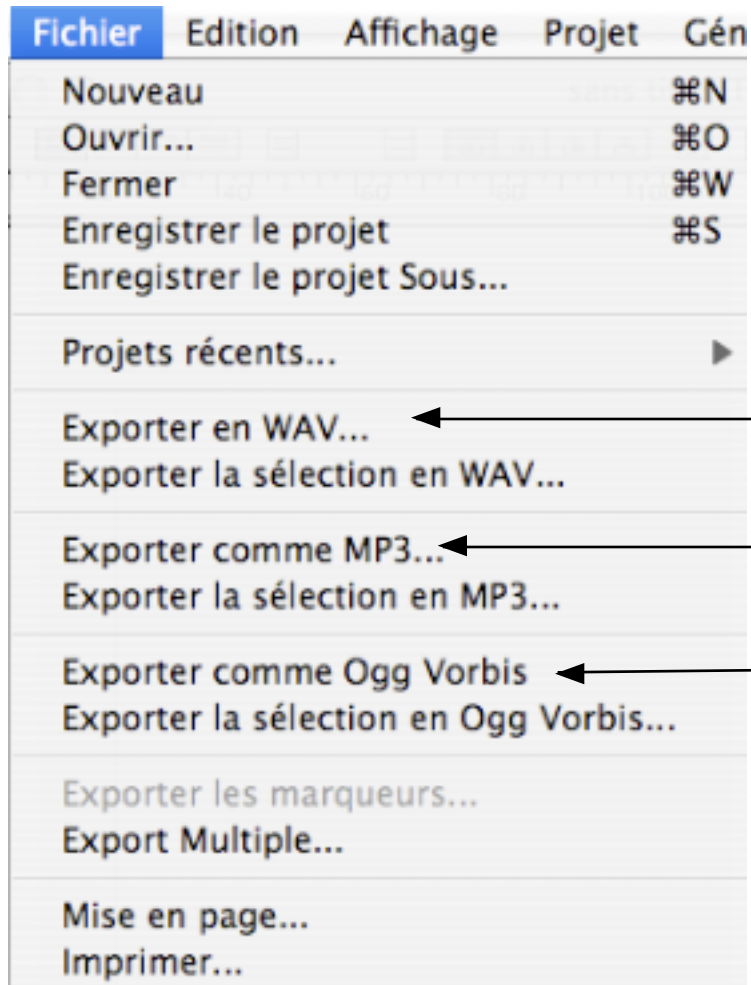 Fichier Edition Affichage Projet Gén
Nouveau ⌘N
Ouvrir... ⌘O
Fermer ⌘W
Enregistrer le projet ⌘S
Enregistrer le projet Sous...
Projets récents...
Exporter en WAV...
Exporter la sélection en WAV...
Exporter comme MP3...
Exporter la sélection en MP3...
Exporter comme Ogg Vorbis
Exporter la sélection en Ogg Vorbis...
Exporter les marqueurs...
Export Multiple...
Mise en page...
Imprimer...